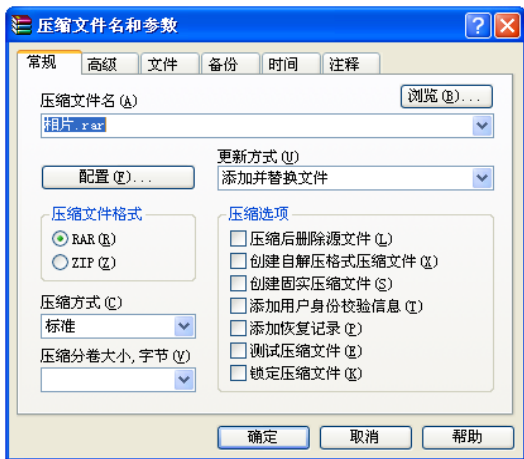 压缩文件名和参数
常规 高级 文件 备份 时间 注释
压缩文件名(A)
浏览(B)...
相片.rar
配置(F)...
更新方式(U)
添加并替换文件
压缩文件格式
RAR(R)
ZIP(Z)
压缩方式(C)
标准
压缩分卷大小,字节(V)
压缩选项
压缩后删除源文件(L)
创建自解压格式压缩文件(X)
创建固实压缩文件(S)
添加用户身份校验信息(T)
添加恢复记录(P)
测试压缩文件(E)
锁定压缩文件(K)
确定 取消 帮助